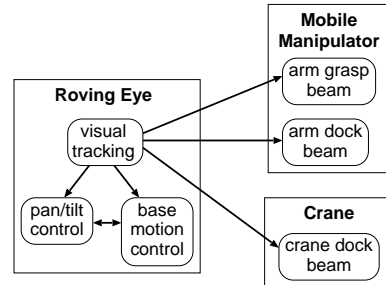 Mobile
Manipulator
arm grasp
beam
arm dock
beam
Roving Eye
visual
tracking
pan/tilt
control
base
motion
control
Crane
crane dock
beam